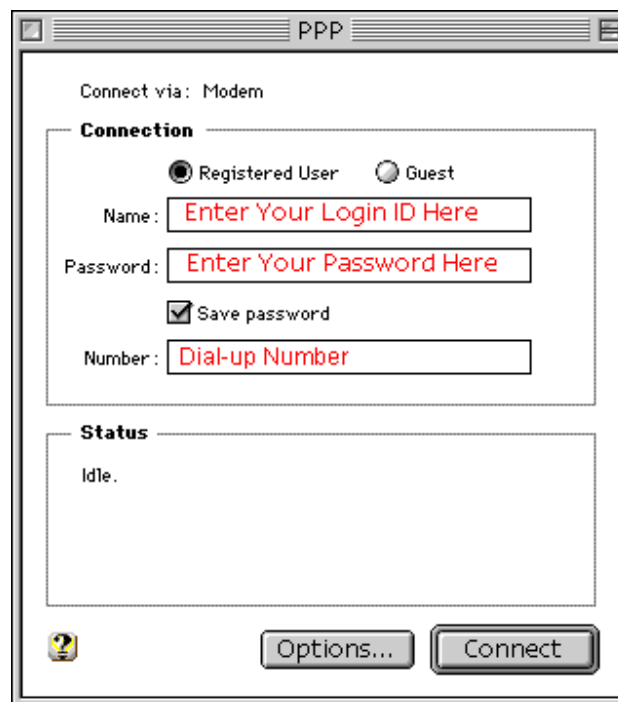 PPP
Connect via: Modem
Connection
Registered User Guest
Name: Enter Your Login ID Here
Password: Enter Your Password Here
Save password
Number: Dial-up Number
Status
Idle.
? Options... Connect